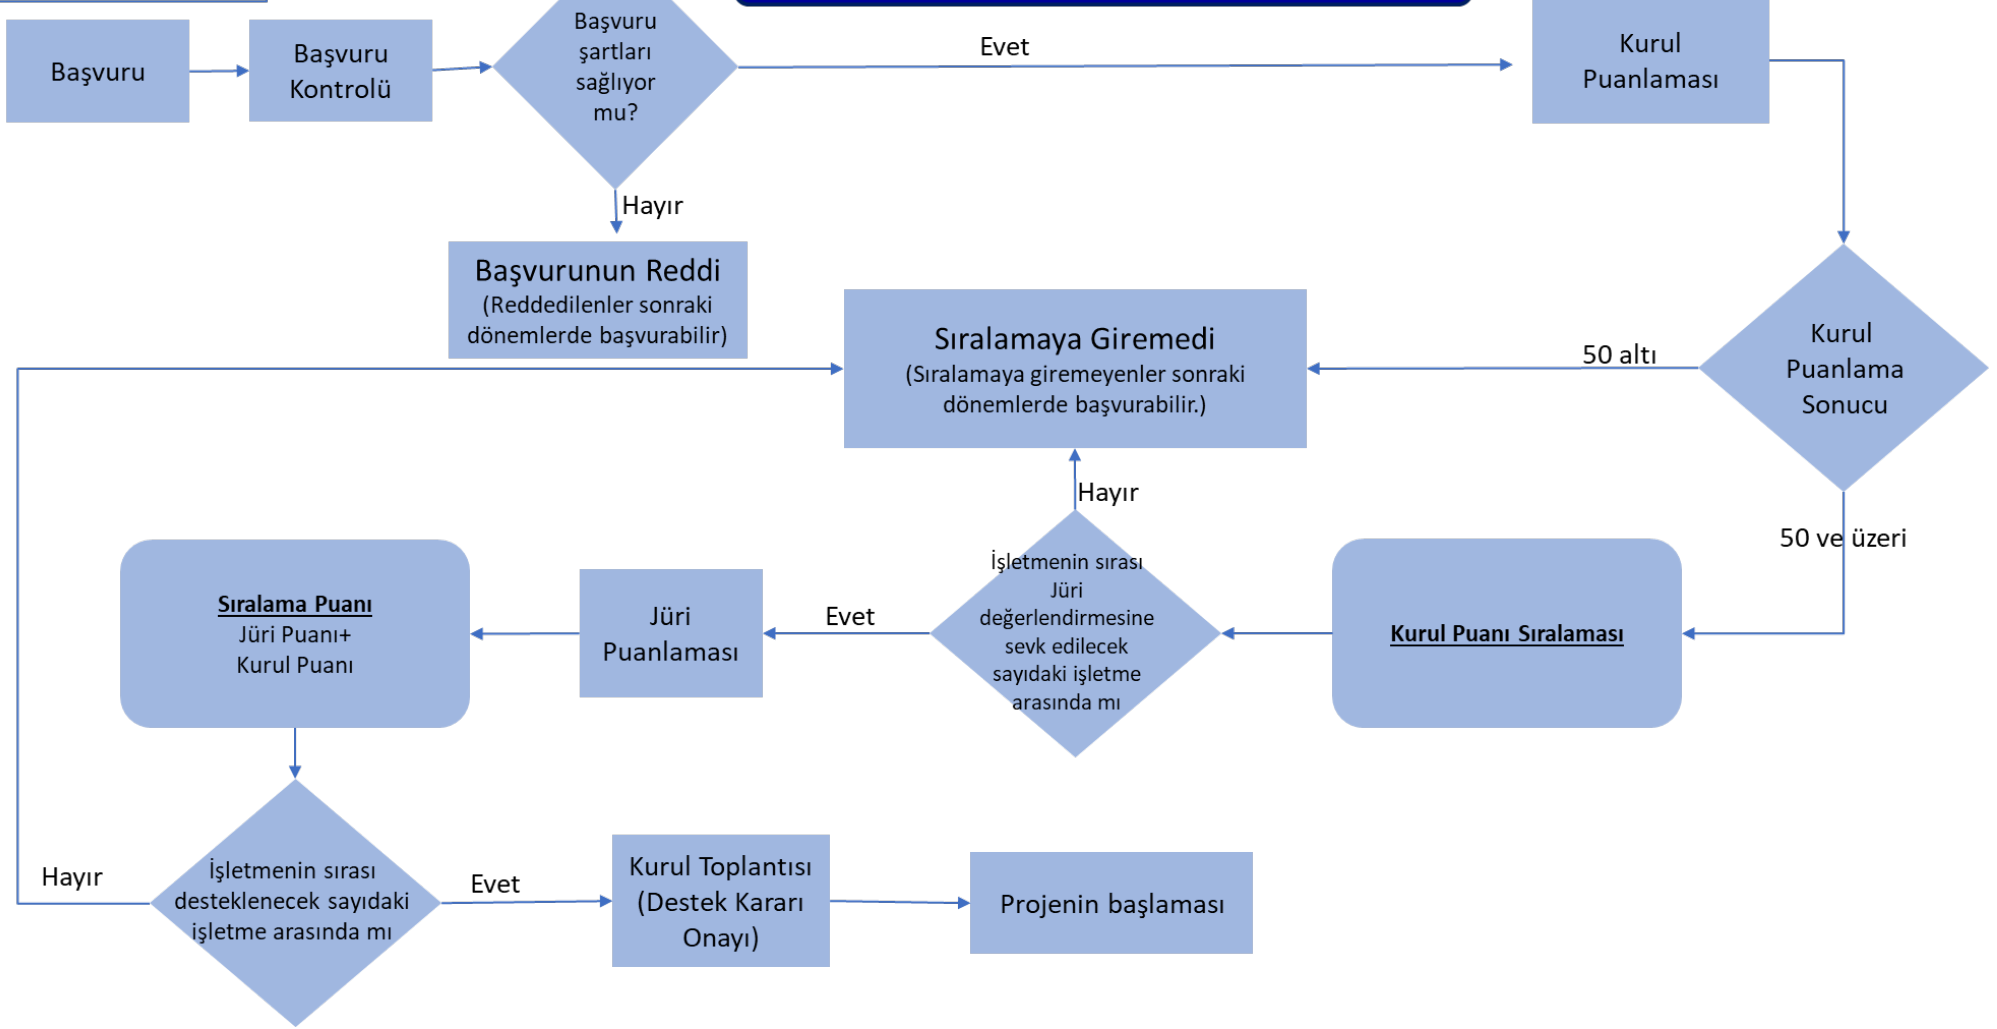 Başvuru
Başvuru
Kontrolü
Başvuru
şartları
sağlıyor
mu?
Evet
Kurul
Puanlaması
Hayır
Başvurunun Reddi
(Reddedilenler sonraki
dönemlerde başvurabilir)
Sıralamaya Giremedi
(Sıralamaya giremeyenler sonraki
dönemlerde başvurabilir.)
50 altı
Kurul
Puanlama
Sonucu
Hayır
50 ve üzeri
Sıralama Puanı
Jüri Puanı+
Kurul Puanı
Jüri
Puanlaması
Evet
İşletmenin sırası
Jüri
değerlendirmesine
sevk edilecek
sayıdaki işletme
arasında mı
Kurul Puanı Sıralaması
Hayır
İşletmenin sırası
desteklenecek sayıdaki
işletme arasında mı
Evet
Kurul Toplantısı
(Destek Kararı
Onayı)
Projenin başlaması